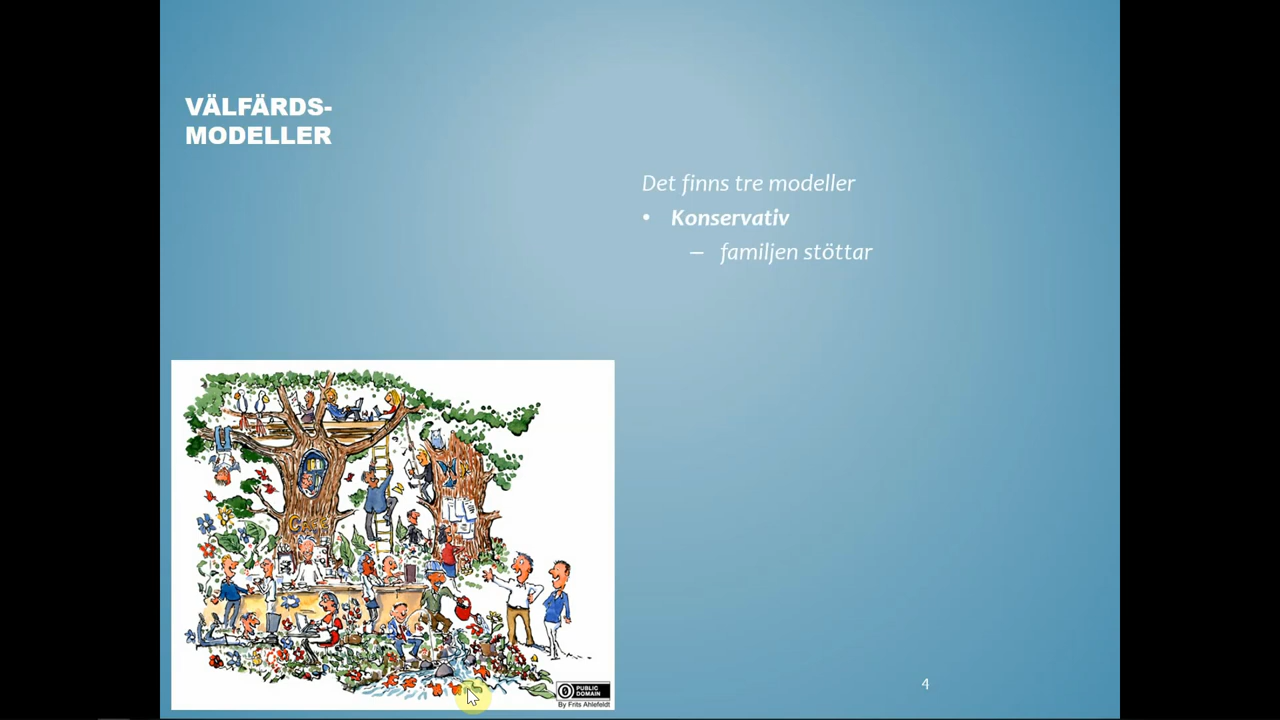 VÄLFÄRDS-
MODELLER
Det finns tre modeller
• Konservativ
– familjen stöttar
PUBLIC
DOMAIN
By Frits Ahlefeldt
4